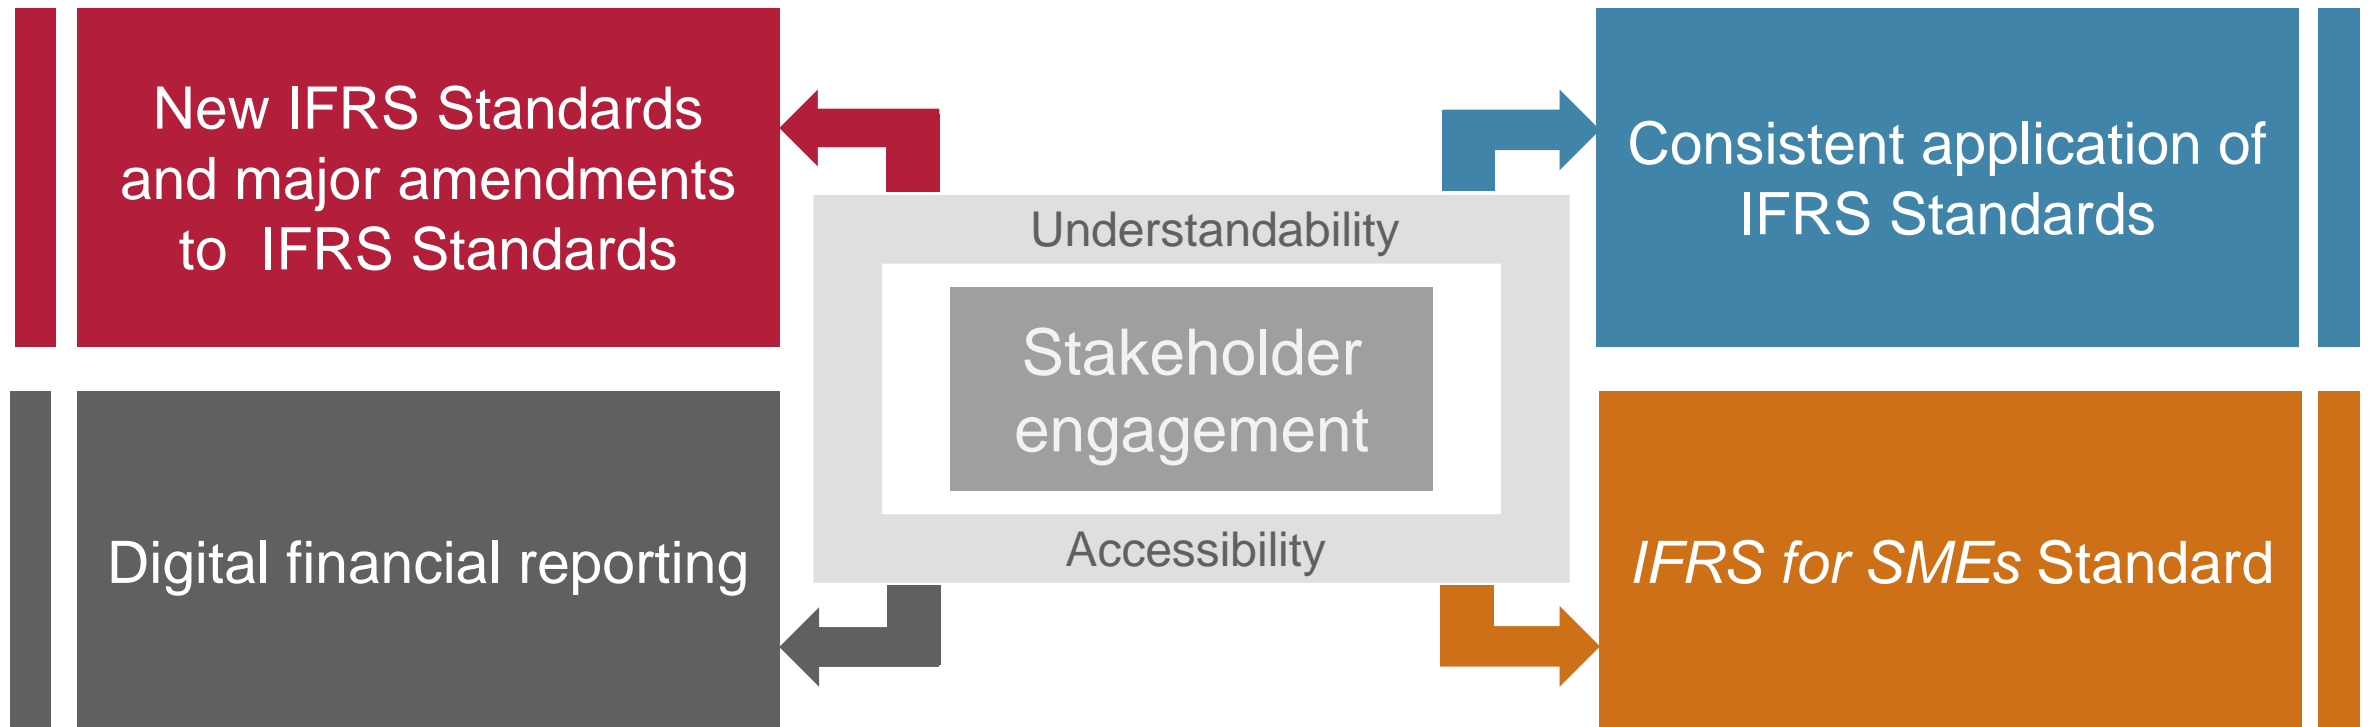 New IFRS Standards
and major amendments
to  IFRS Standards
Consistent application of
IFRS Standards
Understandability
Stakeholder
engagement
Accessibility
Digital financial reporting
IFRS for SMEs Standard